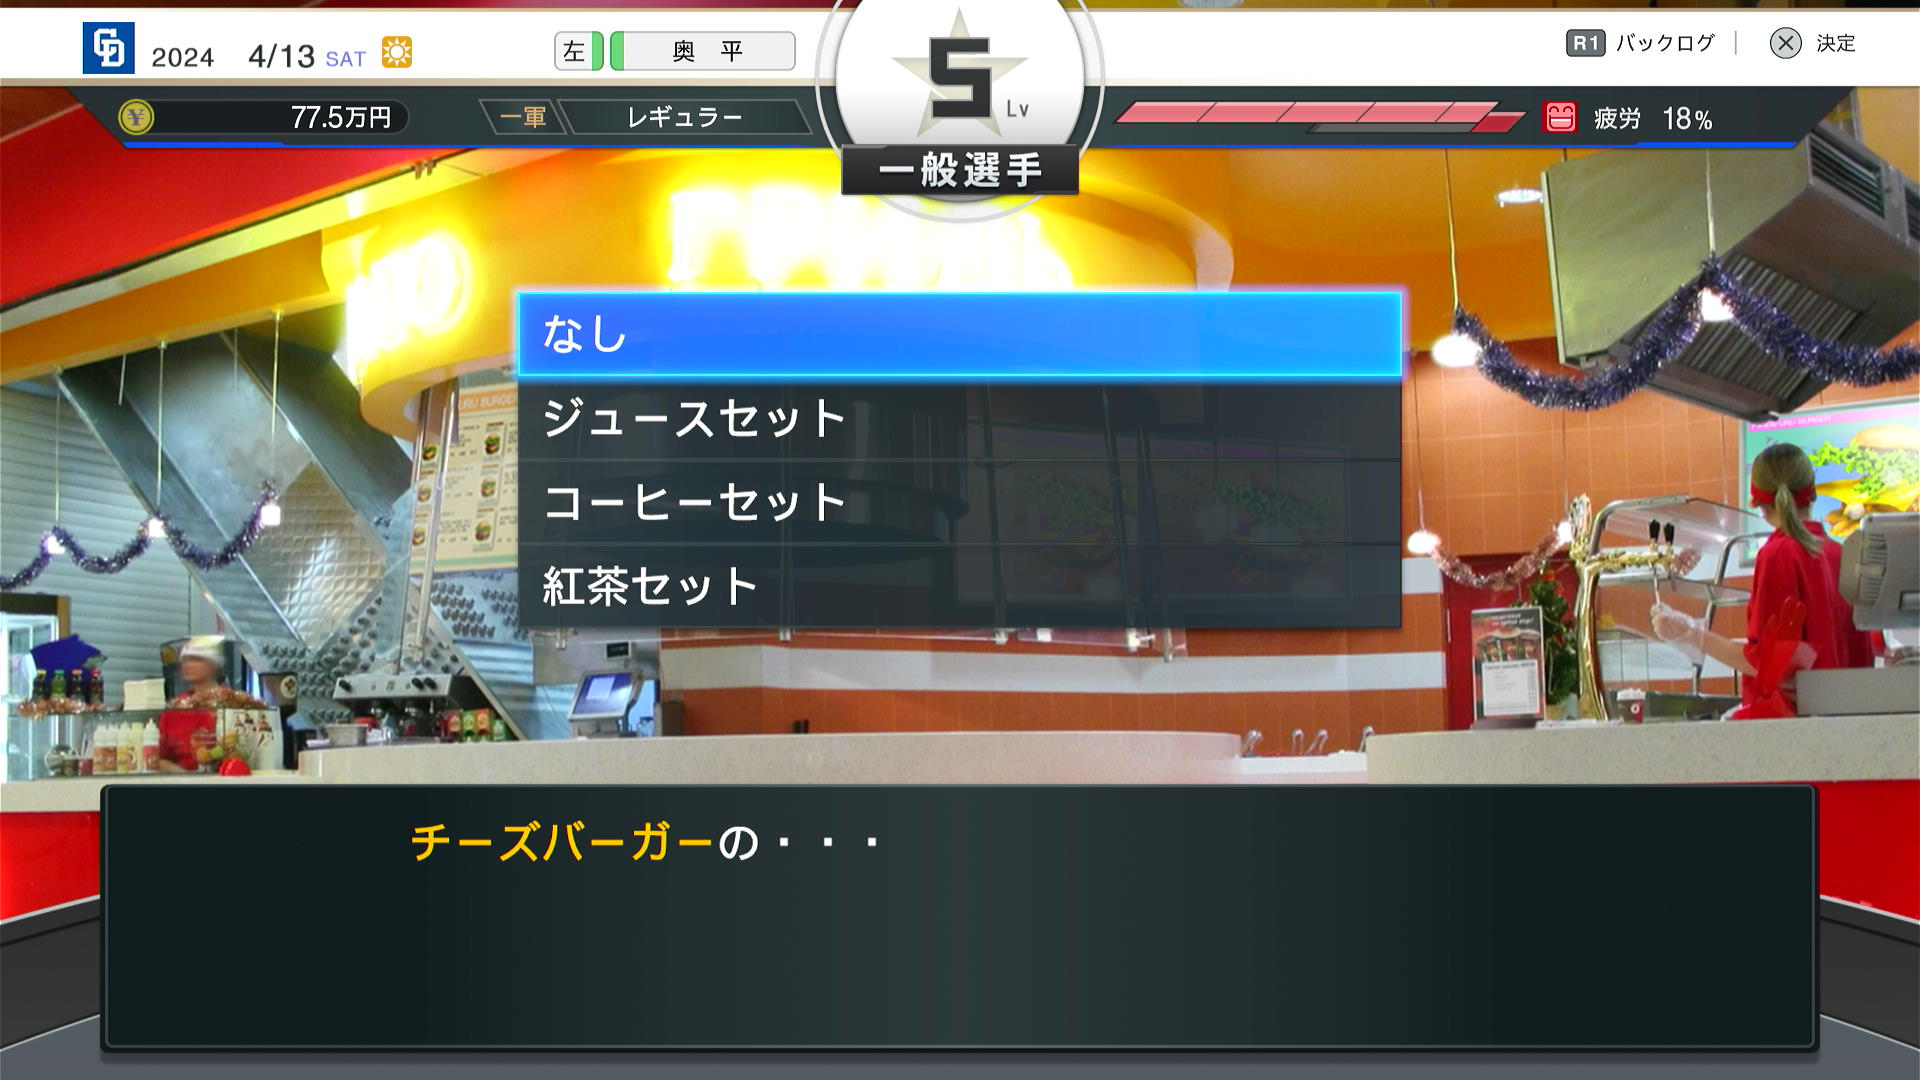 2024 4/13 SAT
左 奥 平
5 Lv
一般選手
R1 バックログ
決定
77.5万円
一軍 レギュラー
疲労 18%
なし
ジュースセット
コーヒーセット
紅茶セット
チーズバーガーの・・・